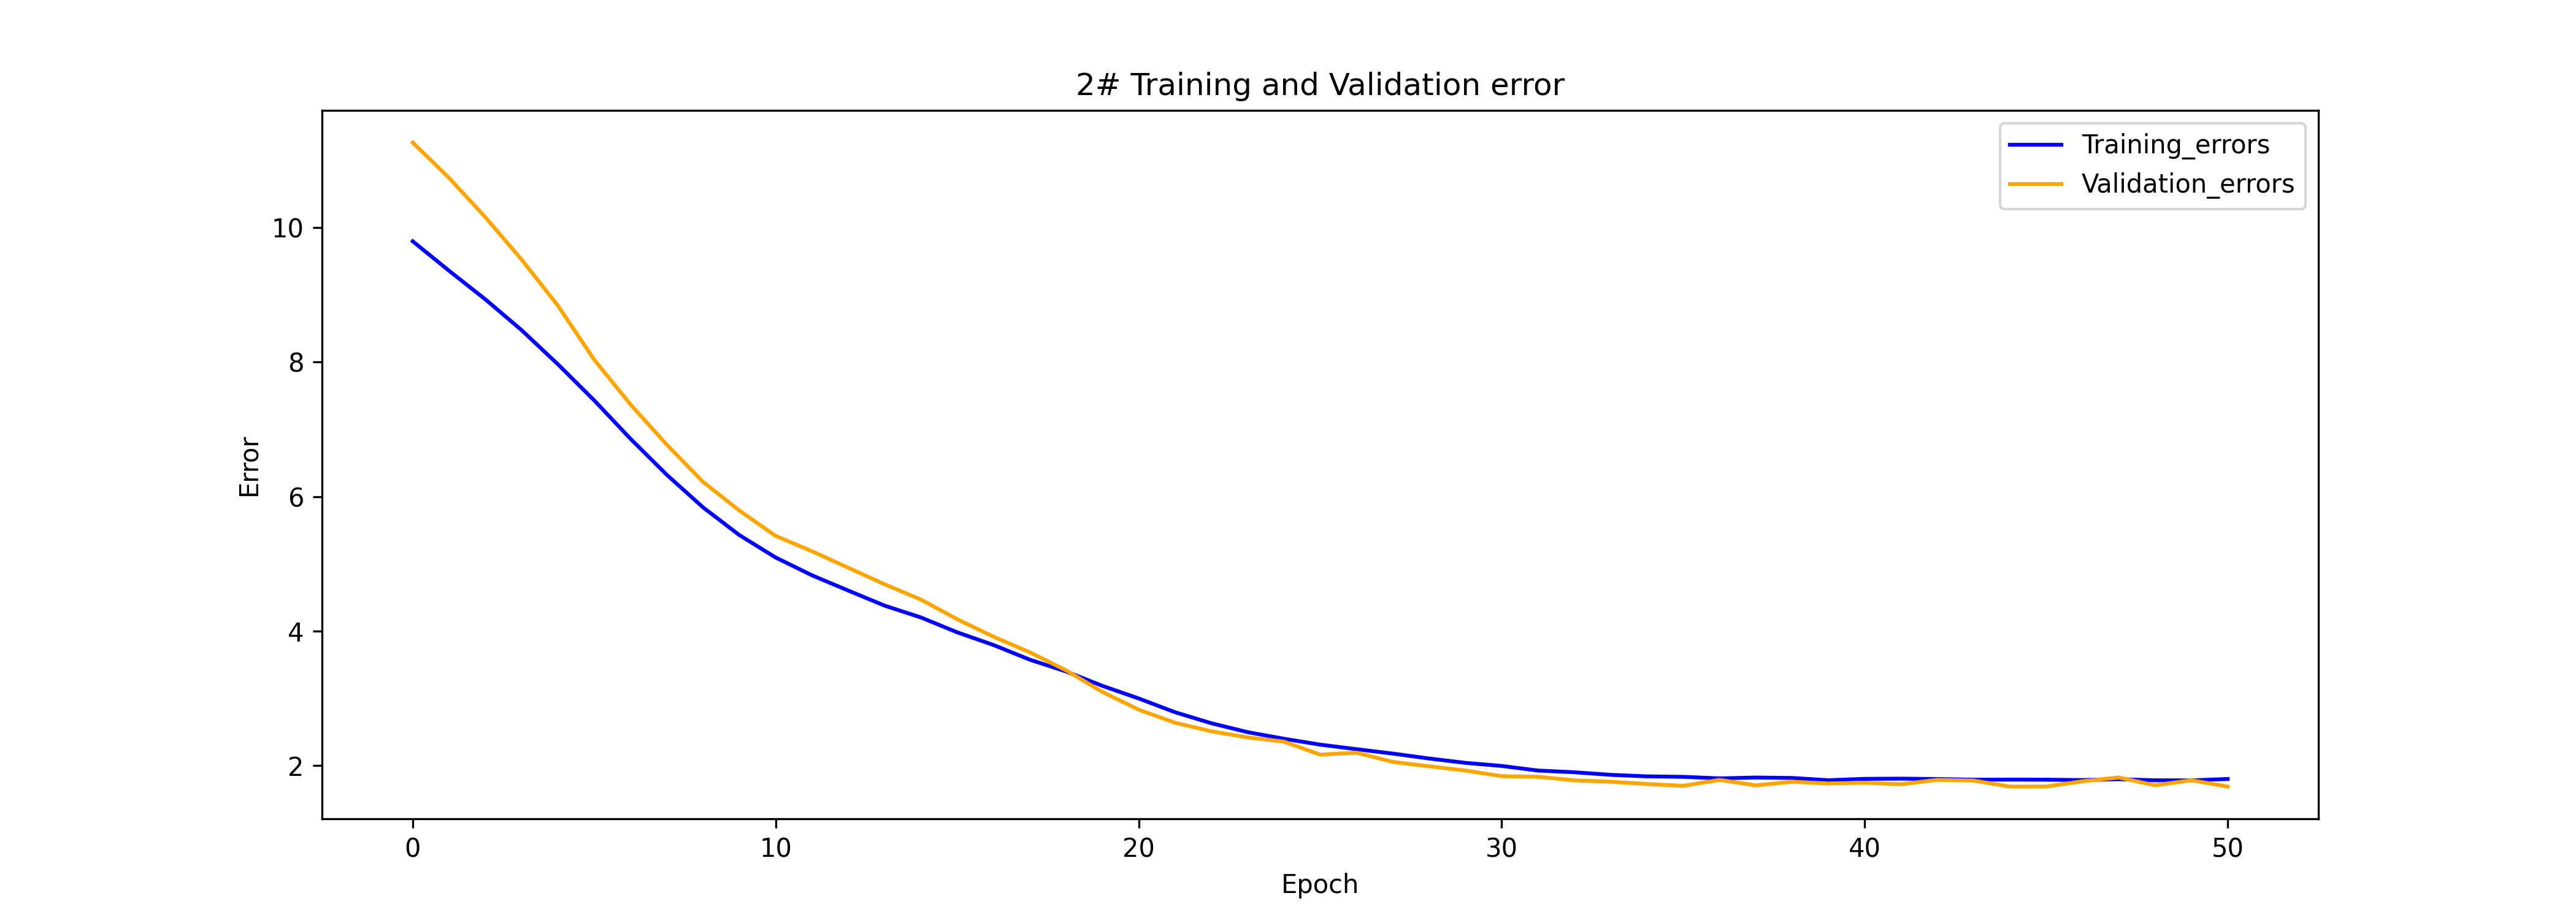 2# Training and Validation error
Training_errors
Validation_errors
10
8
6
4
2
Error
0 10 20 30 40 50
Epoch